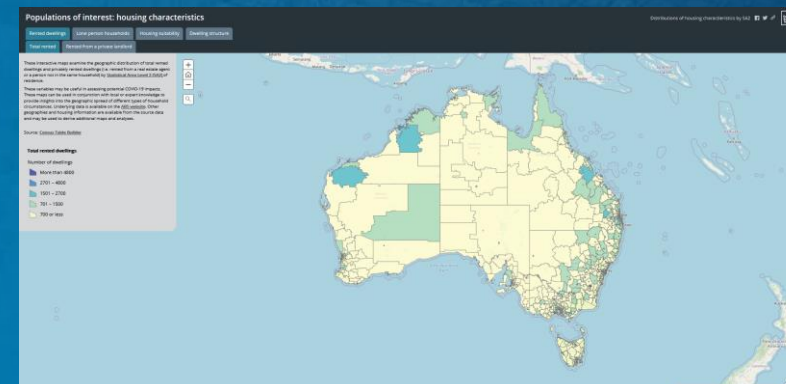 Populations of interest: housing characteristics
Distributions of housing characteristics by SA2
Rented dwellings
Lone person households
Housing suitability
Dwelling structure
Total rented
Rented from a private landlord
These interactive maps examine the geographic distribution of total rented
dwellings and privately rented dwellings (i.e. rented from a real estate agent
or a person not in the same household) by Statistical Area Level 2 (SA2) of
residence.
These variables may be useful in assessing potential COVID-19 impacts.
These maps can be used in conjunction with local or expert knowledge to
provide insights into the geographic spread of different types of household
circumstances. Underlying data is available on the ABS website. Other
geographies and housing information are available from the source data
and may be used to derive additional maps and analyses.
Source: Census Table Builder
Total rented dwellings
Number of dwellings
More than 4800
2701 - 4800
1501 - 2700
701 - 1500
700 or less